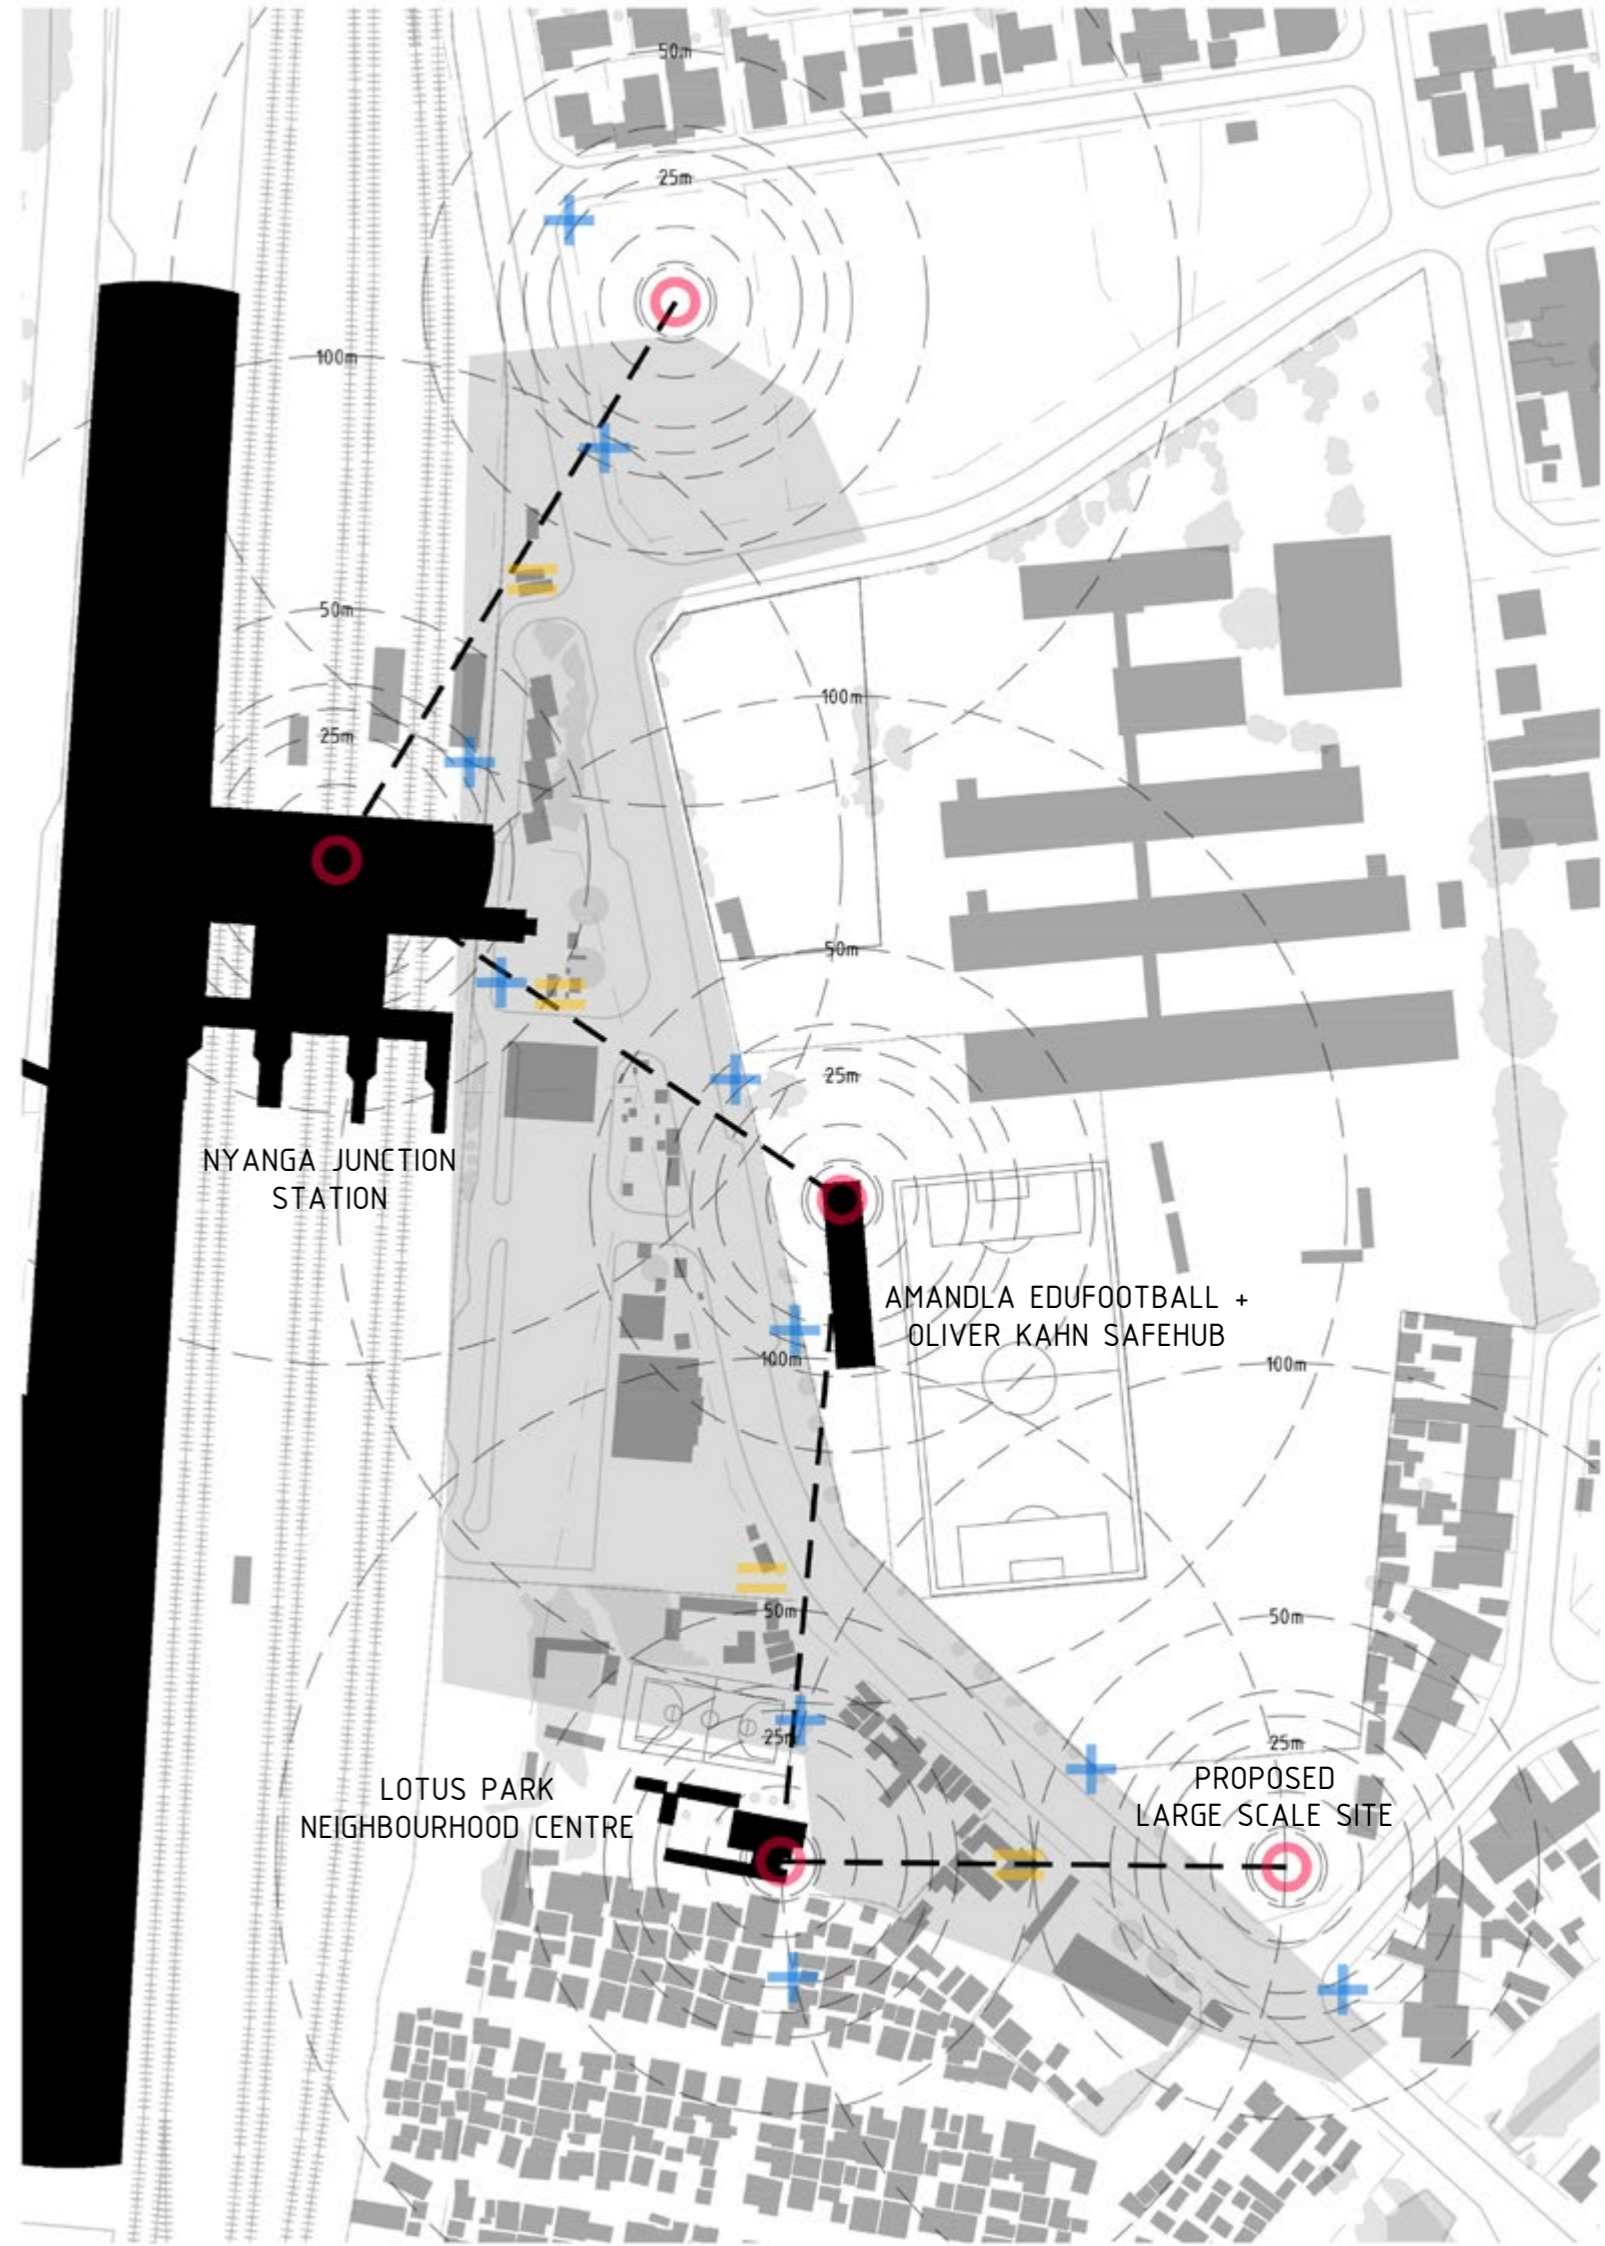 50m
25m
100m
50m
100m
25m
50m
25m
NYANGA JUNCTION
STATION
AMANDLA EDUFOOTBALL +
OLIVER KAHN SAFEHUB
100m
100m
50m
50m
25m
25m
LOTUS PARK
NEIGHBOURHOOD CENTRE
PROPOSED
LARGE SCALE SITE